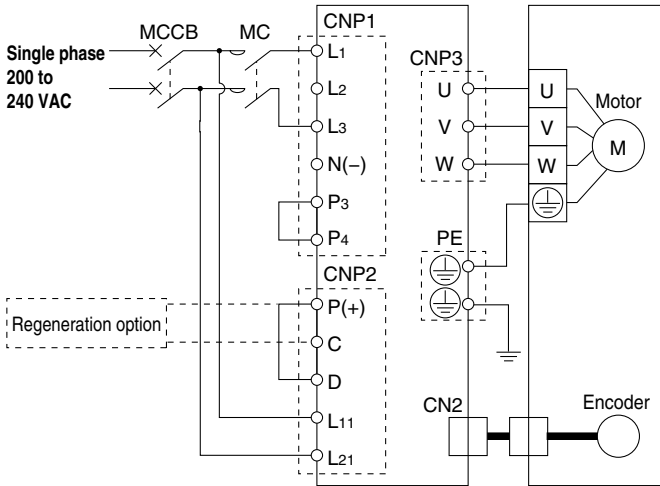 MCCB
MC
CNP1
Single phase
200 to
240 VAC
L1
L2
L3
N(−)
P3
P4
CNP3
U
V
W
U
V
W
Motor
M
PE
CNP2
Regeneration option
P(+)
C
D
L11
L21
CN2
Encoder